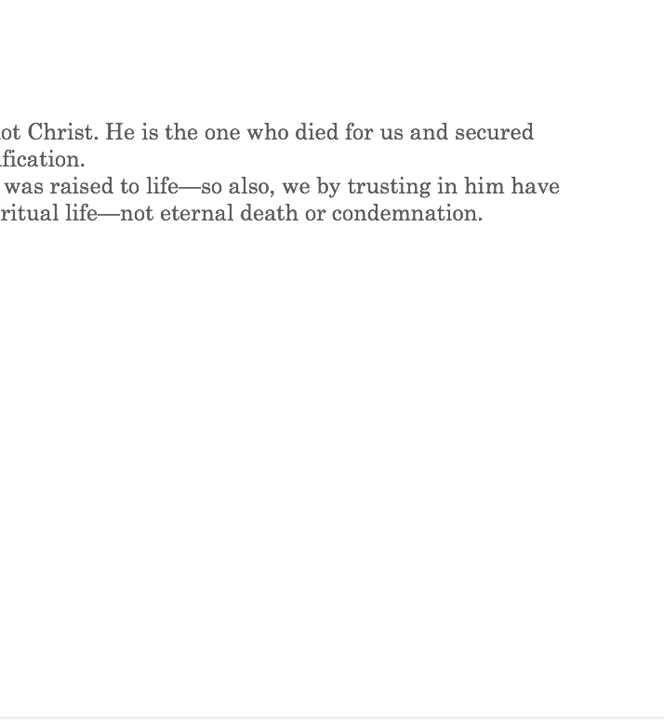 ot Christ. He is the one who died for us and secured
fication.
was raised to life—so also, we by trusting in him have
ritual life—not eternal death or condemnation.